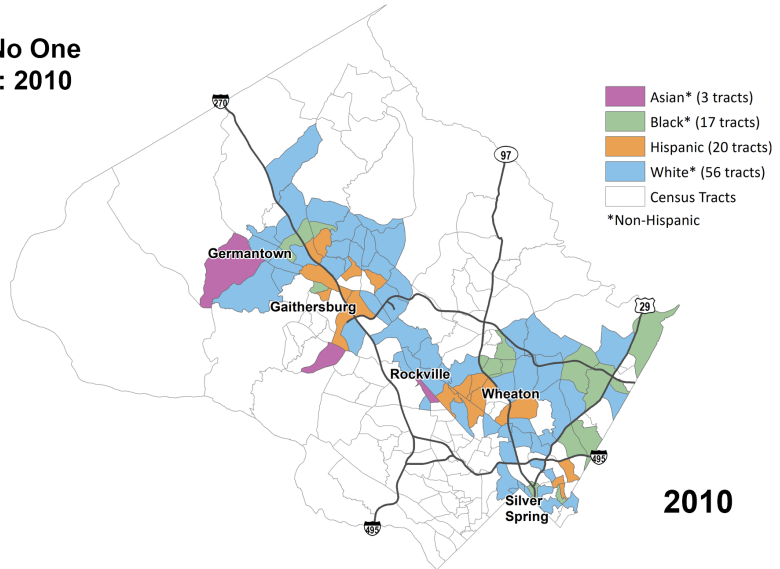 No One
: 2010
270
97
Asian* (3 tracts)
Black* (17 tracts)
Hispanic (20 tracts)
White* (56 tracts)
Census Tracts
*Non-Hispanic
Germantown
Gaithersburg
29
Rockville
Wheaton
495
Silver
Spring
2010
495